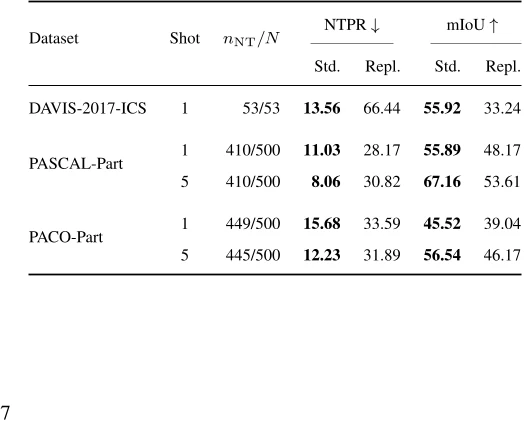 Dataset Shot n_NT/N NTPR ↓ mIoU ↑
Std. Repl. Std. Repl.
DAVIS-2017-ICS 1 53/53 13.56 66.44 55.92 33.24
PASCAL-Part 1 410/500 11.03 28.17 55.89 48.17
5 410/500 8.06 30.82 67.16 53.61
PACO-Part 1 449/500 15.68 33.59 45.52 39.04
5 445/500 12.23 31.89 56.54 46.17
7